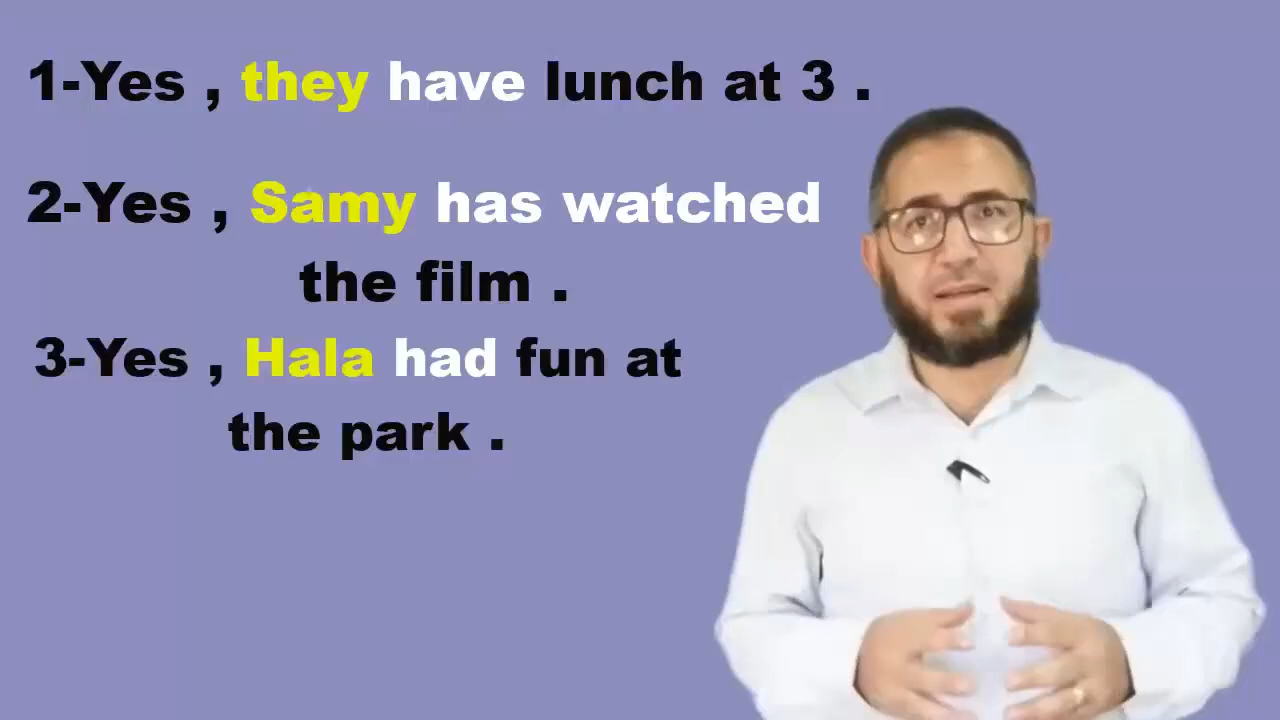 1-Yes , they have lunch at 3 .
2-Yes , Samy has watched
the film .
3-Yes , Hala had fun at
the park .